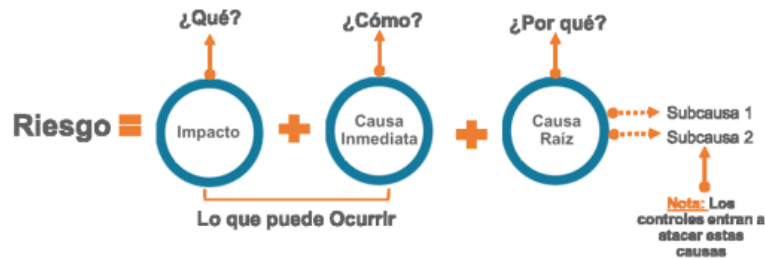 ¿Qué?
¿Cómo?
¿Por qué?
Riesgo =
Impacto
+
Causa
Inmediata
+
Causa
Raíz
Subcausa 1
Subcausa 2
Lo que puede Ocurrir
Nota: Los
controles entran a
atacar estas
causas